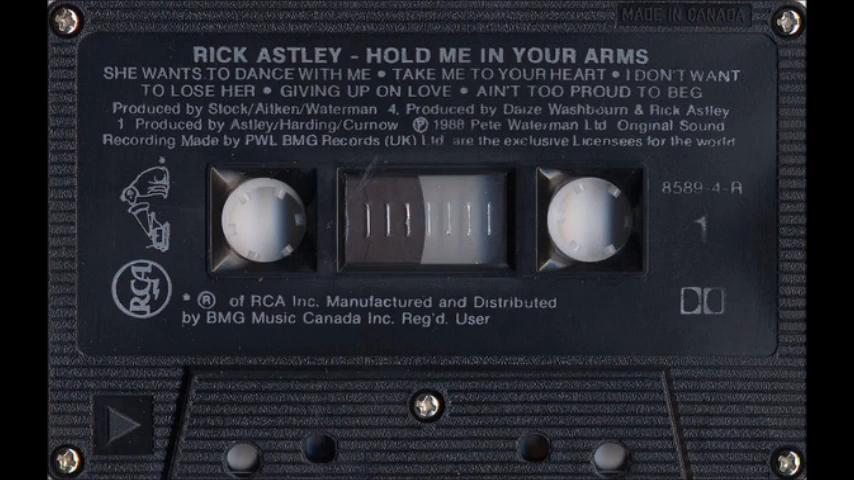 MADE IN CANADA
RICK ASTLEY - HOLD ME IN YOUR ARMS
SHE WANTS TO DANCE WITH ME • TAKE ME TO YOUR HEART • I DON'T WANT
TO LOSE HER • GIVING UP ON LOVE • AIN'T TOO PROUD TO BEG
Produced by Stock/Aitken/Waterman 4, Produced by Daize Washbourn & Rick Astley
1 Produced by Astley/Harding/Curnow Ⓟ 1988 Pete Waterman Ltd Original Sound
Recording Made by PWL BMG Records (UK) Ltd. are the exclusive Licensees for the world
8589-4-R
1
RCA
* ® of RCA Inc. Manufactured and Distributed
by BMG Music Canada Inc. Reg'd. User